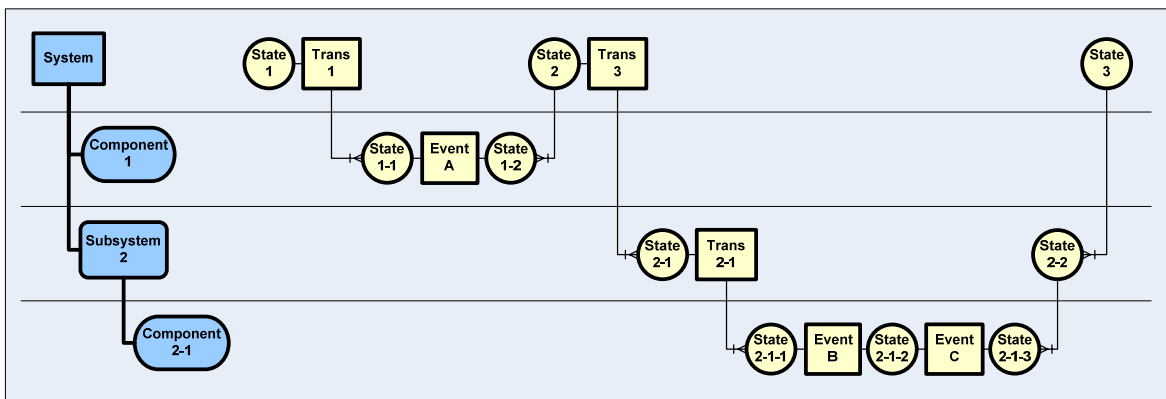 System
State
1
Trans
1
State
2
Trans
3
State
3
Component
1
State
1-1
Event
A
State
1-2
Subsystem
2
State
2-1
Trans
2-1
State
2-2
Component
2-1
State
2-1-1
Event
B
State
2-1-2
Event
C
State
2-1-3